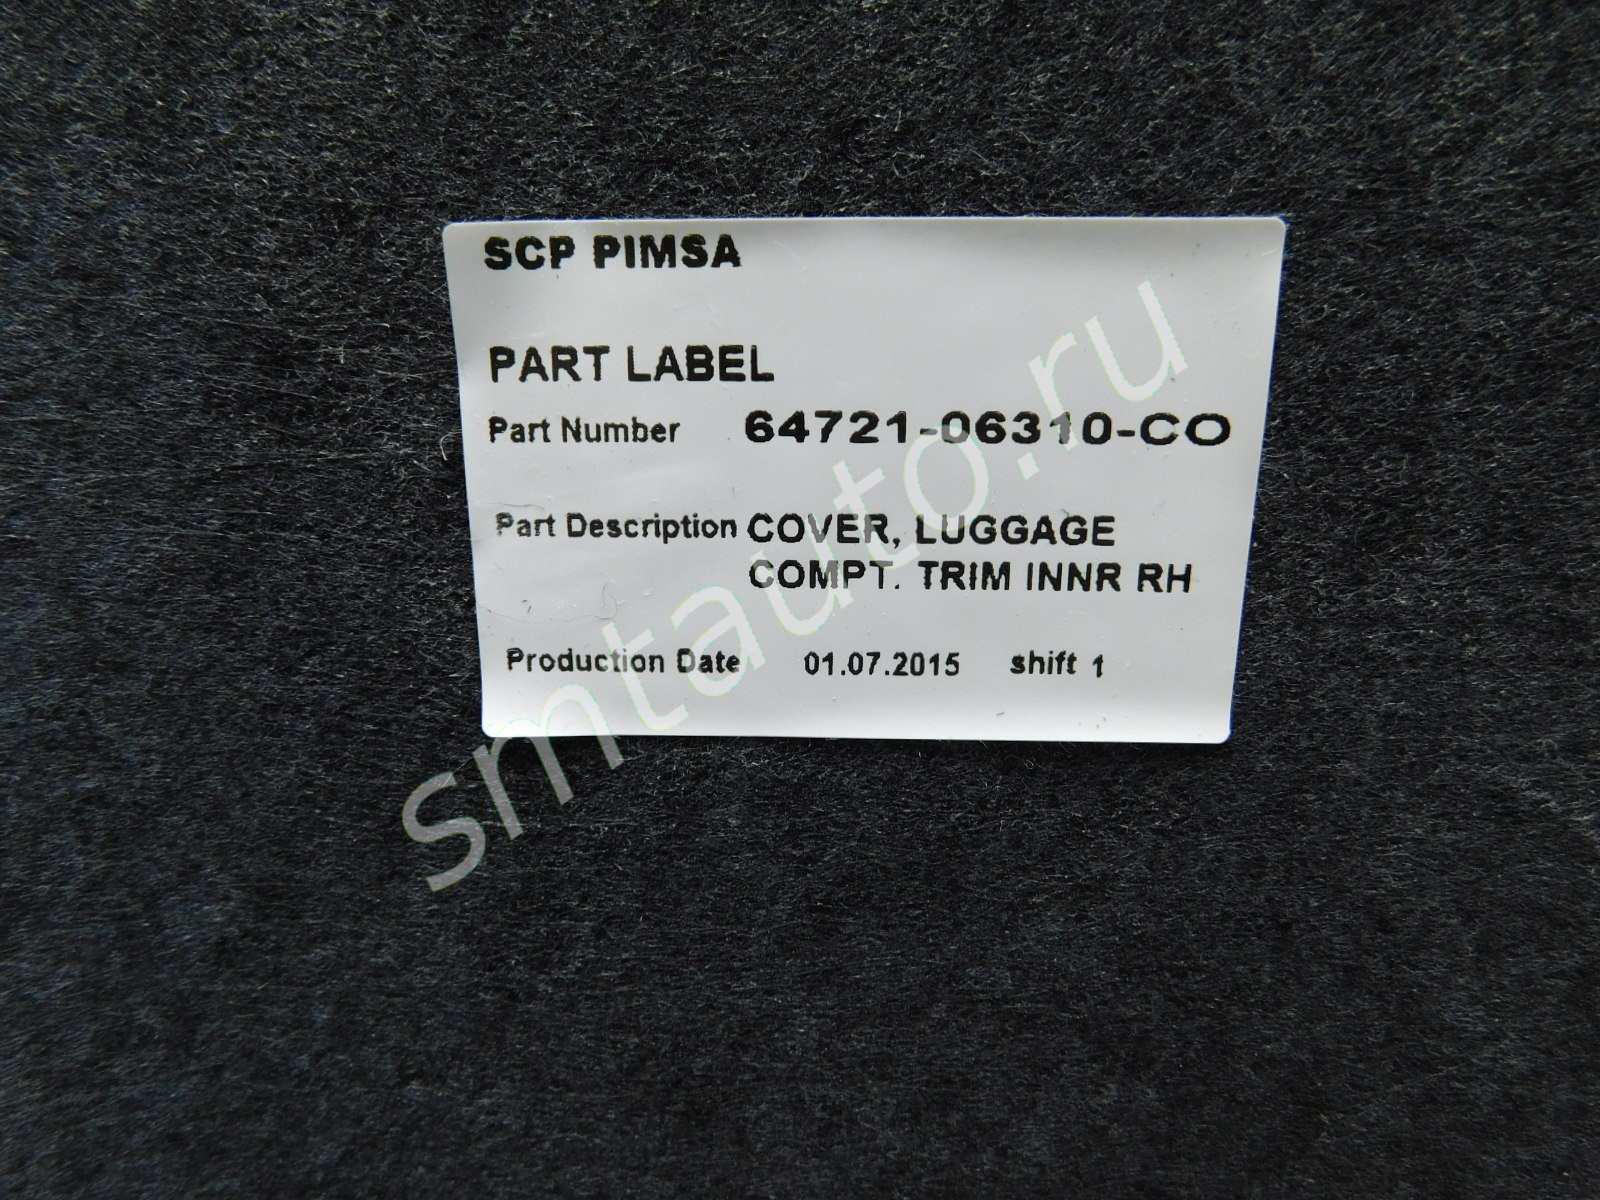 SCP PIMSA
PART LABEL
Part Number 64721-06310-CO
Part Description COVER, LUGGAGE
COMPT. TRIM INNR RH
Production Date 01.07.2015 shift 1
smtauto.ru